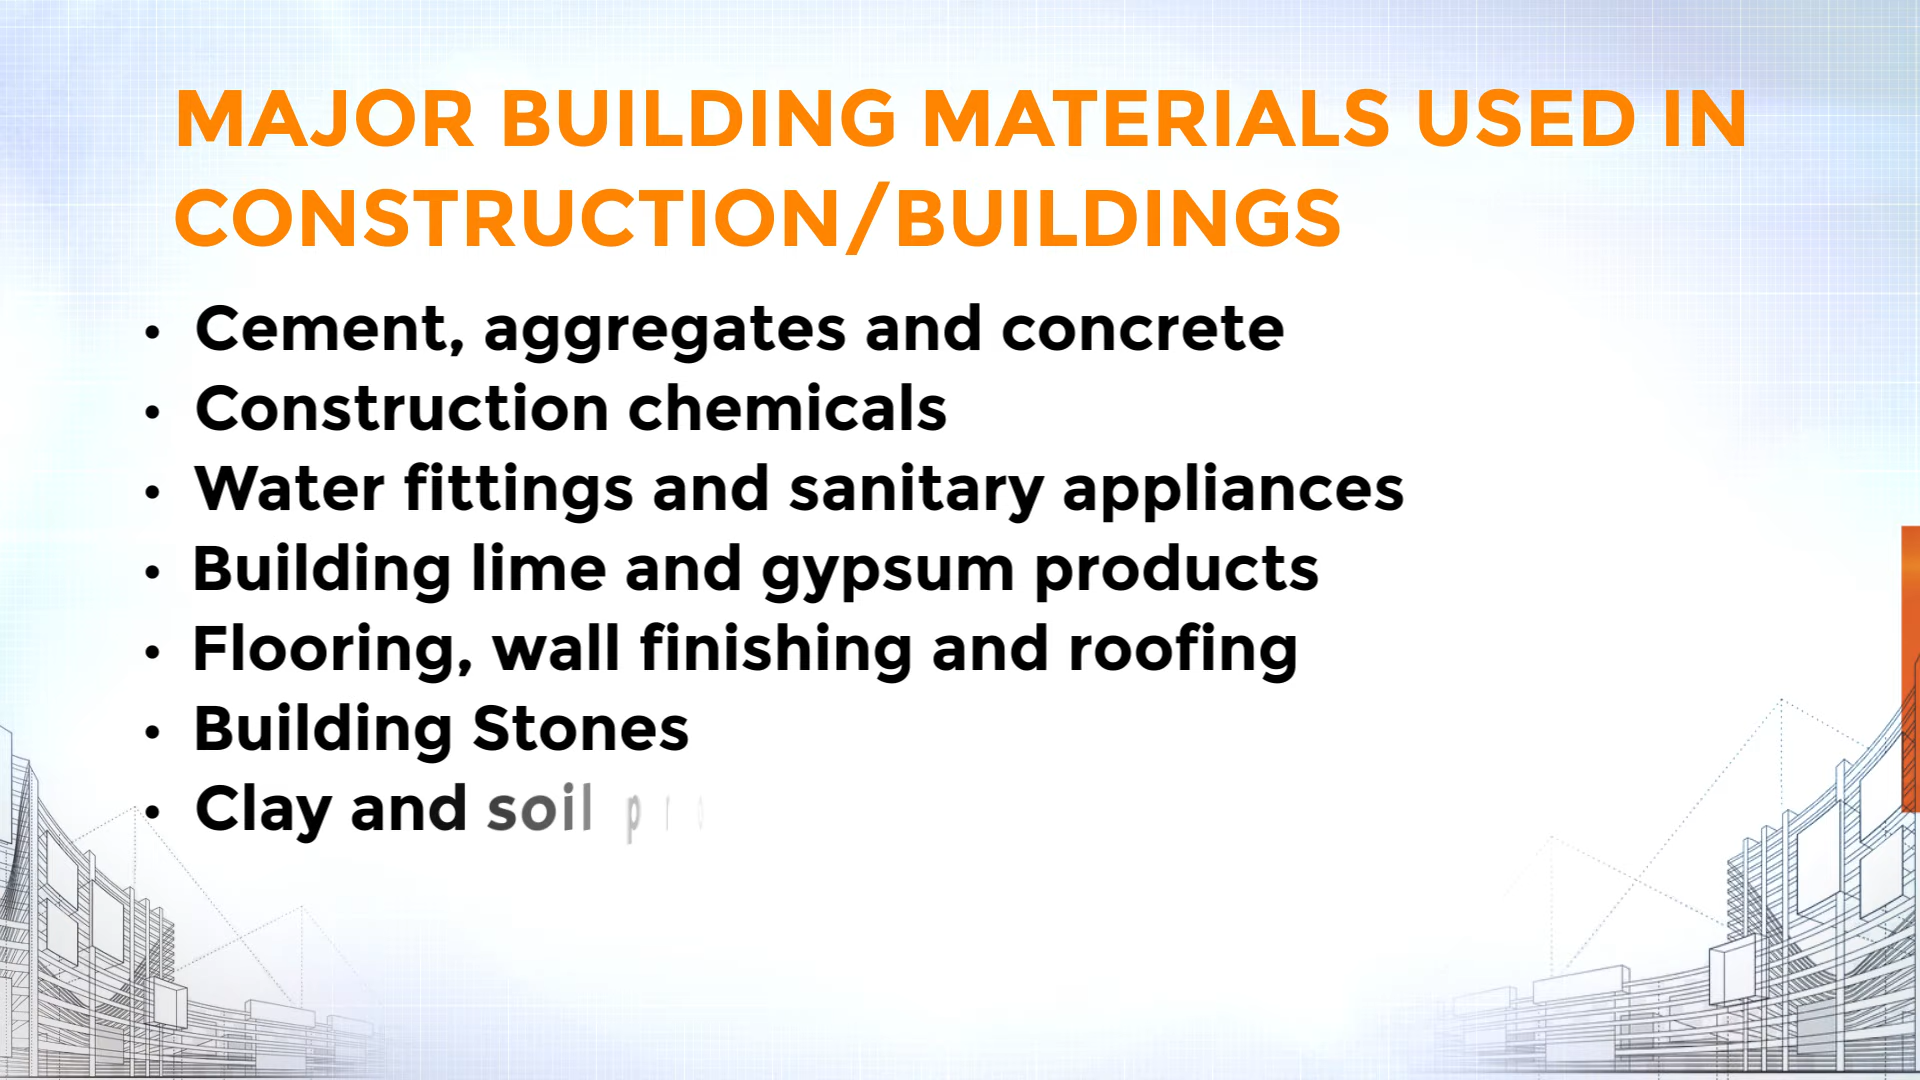 MAJOR BUILDING MATERIALS USED IN
CONSTRUCTION/BUILDINGS
• Cement, aggregates and concrete
• Construction chemicals
• Water fittings and sanitary appliances
• Building lime and gypsum products
• Flooring, wall finishing and roofing
• Building Stones
• Clay and soil